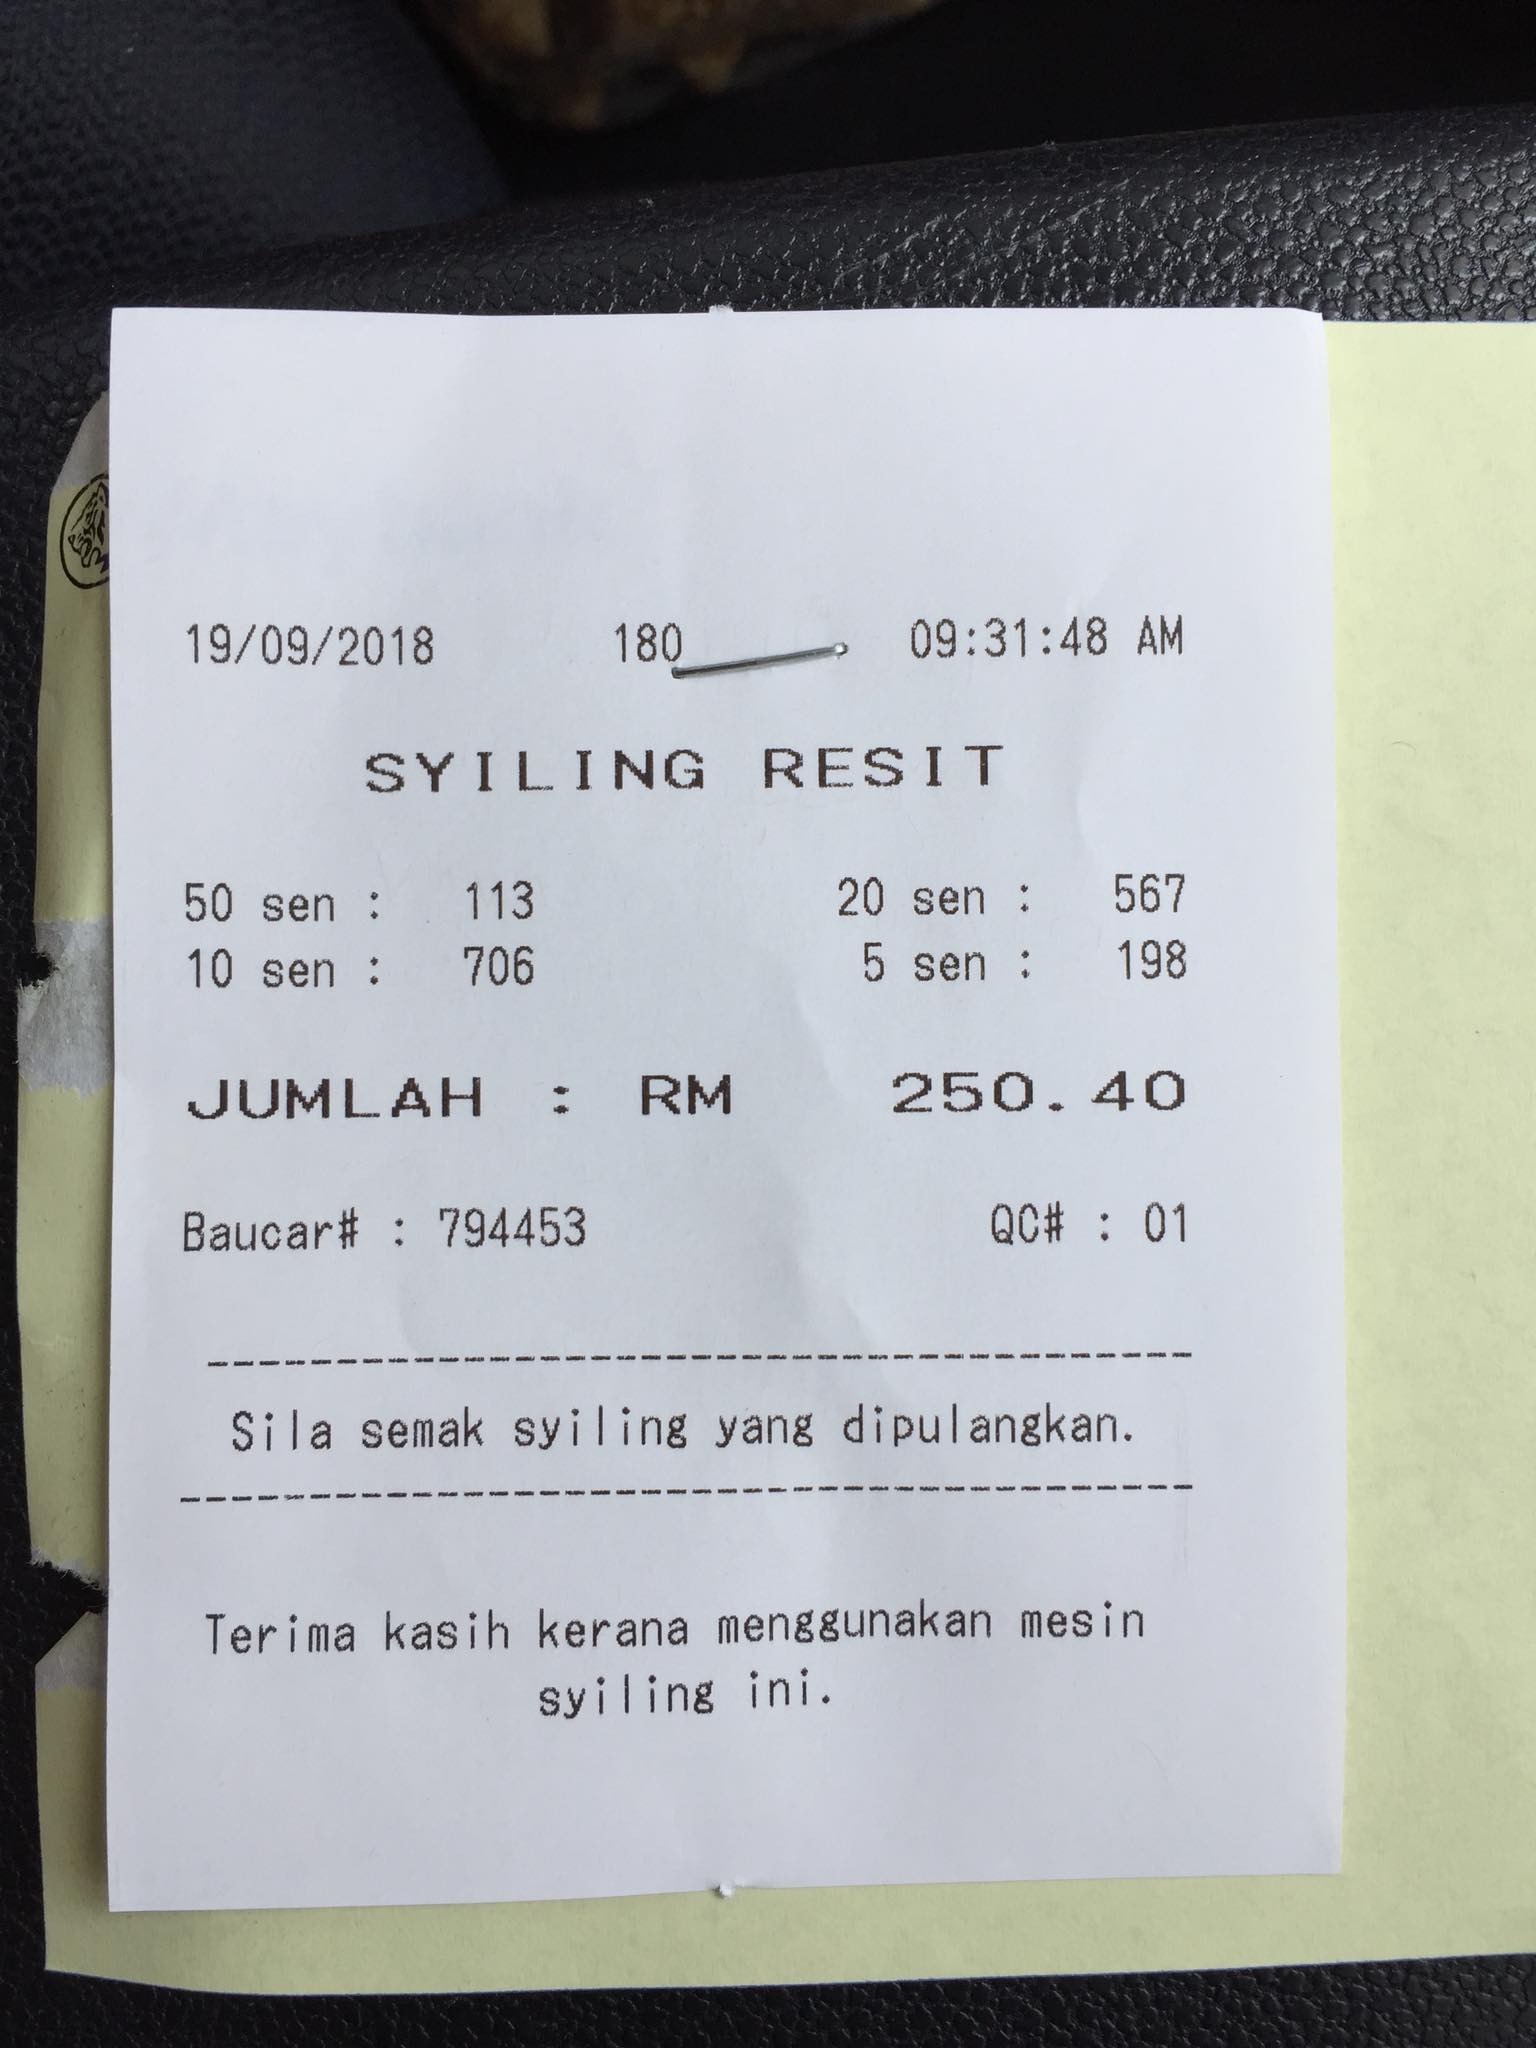 19/09/2018 180 09:31:48 AM
SYILING RESIT
50 sen : 113 20 sen : 567
10 sen : 706 5 sen : 198
JUMLAH : RM 250.40
Baucar# : 794453 QC# : 01
Sila semak syiling yang dipulangkan.
Terima kasih kerana menggunakan mesin
syiling ini.